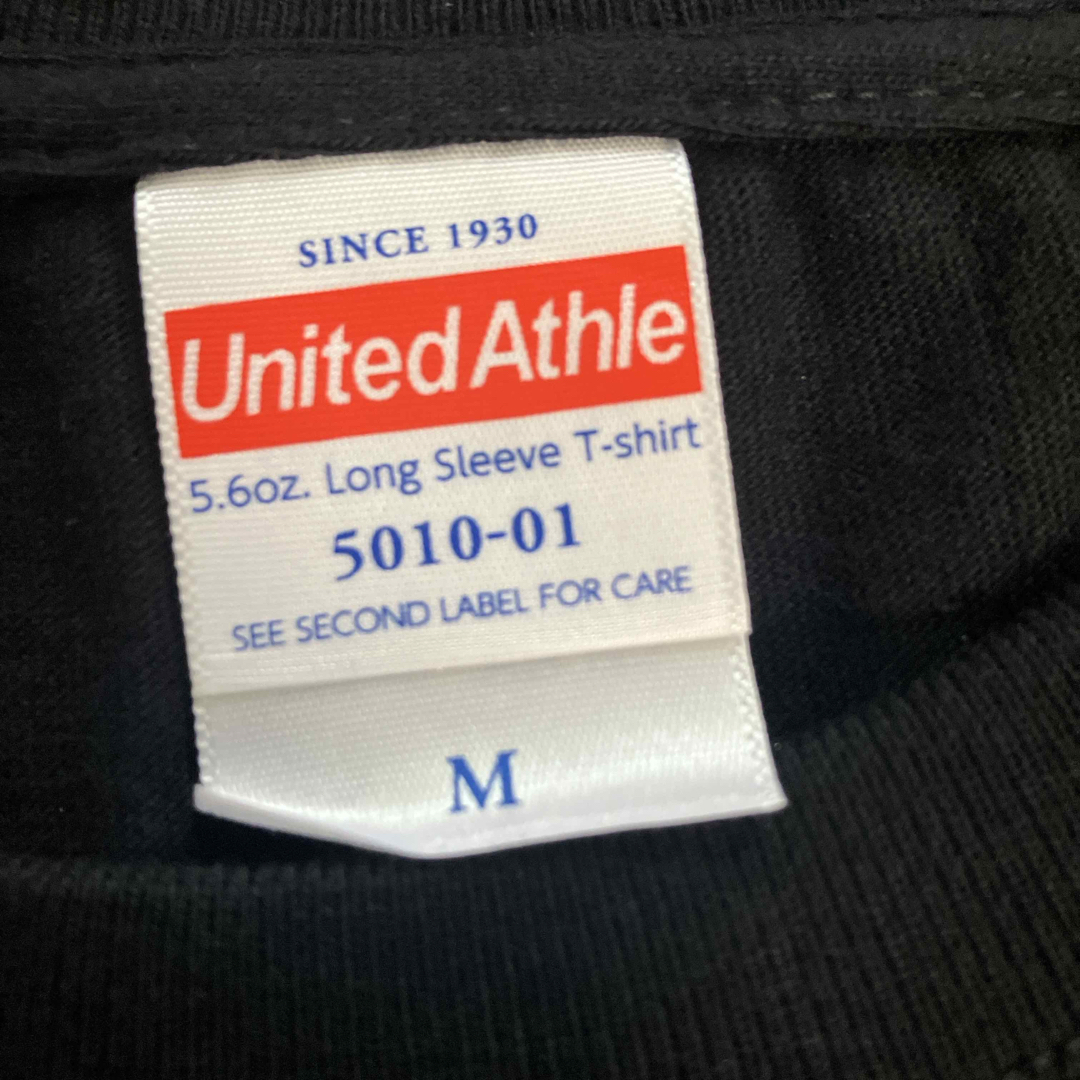 SINCE 1930
United Athle
5.6oz. Long Sleeve T-shirt
5010-01
SEE SECOND LABEL FOR CARE
M